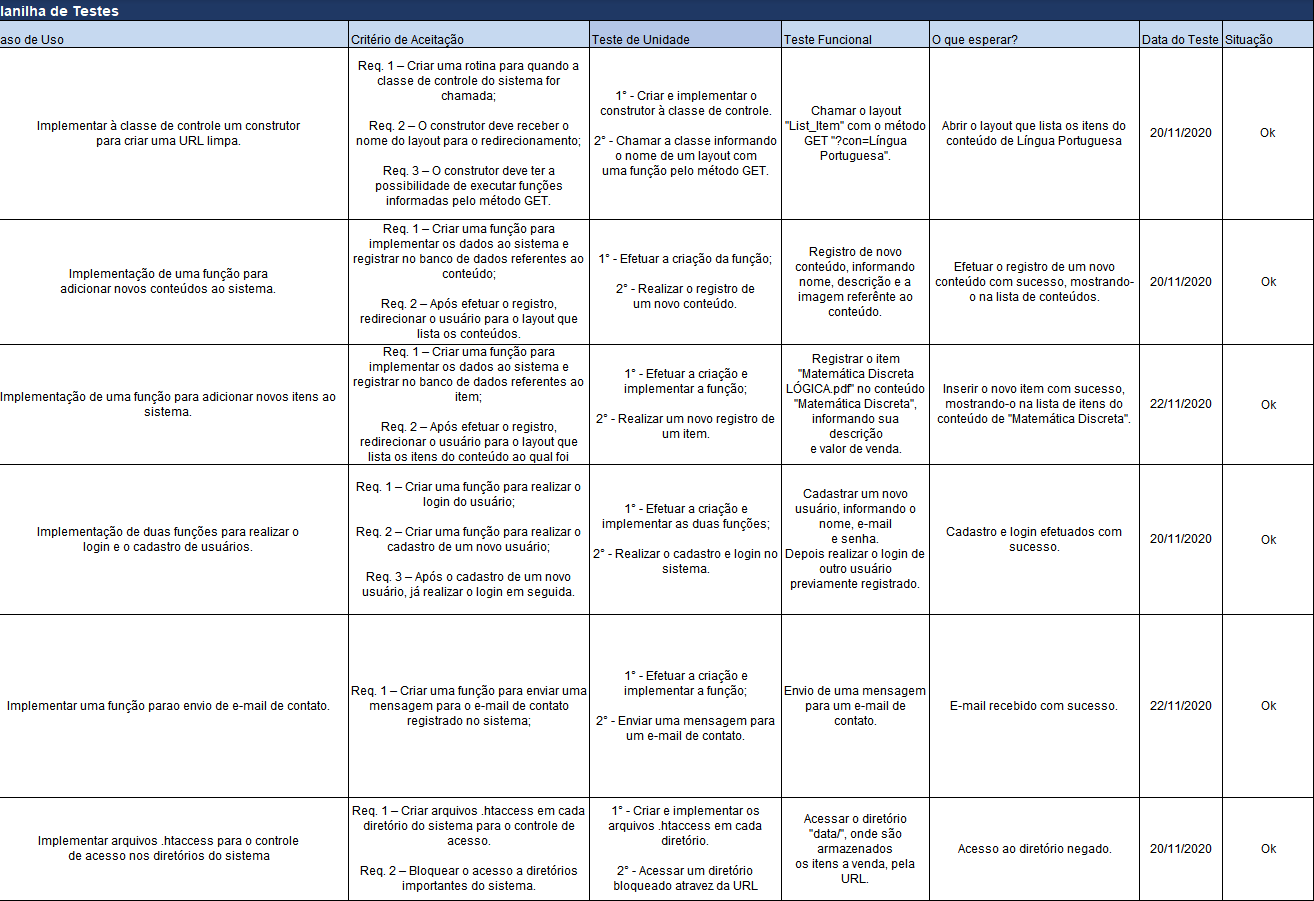 lanilha de Testes
aso de Uso
Critério de Aceitação
Teste de Unidade
Teste Funcional
O que esperar?
Data do Teste
Situação
Implementar à classe de controle um construtor
para criar uma URL limpa.
Req. 1 – Criar uma rotina para quando a
classe de controle do sistema for
chamada;
Req. 2 – O construtor deve receber o
nome do layout para o redirecionamento;
Req. 3 – O construtor deve ter a
possibilidade de executar funções
informadas pelo método GET.
1° - Criar e implementar o
construtor à classe de controle.
2° - Chamar a classe informando
o nome de um layout com
uma função pelo método GET.
Chamar o layout
"List_Item" com o método
GET "?con=Língua
Portuguesa".
Abrir o layout que lista os itens do
conteúdo de Língua Portuguesa
20/11/2020
Ok
Implementação de uma função para
adicionar novos conteúdos ao sistema.
Req. 1 – Criar uma função para
implementar os dados ao sistema e
registrar no banco de dados referentes ao
conteúdo;
Req. 2 – Após efetuar o registro,
redirecionar o usuário para o layout que
lista os conteúdos.
1° - Efetuar a criação da função;
2° - Realizar o registro de
um novo conteúdo.
Registro de novo
conteúdo, informando
nome, descrição e a
imagem referênte ao
conteúdo.
Efetuar o registro de um novo
conteúdo com sucesso, mostrando-
o na lista de conteúdos.
20/11/2020
Ok
Implementação de uma função para adicionar novos itens ao
sistema.
Req. 1 – Criar uma função para
implementar os dados ao sistema e
registrar no banco de dados referentes ao
item;
Req. 2 – Após efetuar o registro,
redirecionar o usuário para o layout que
lista os itens do conteúdo ao qual foi
1° - Efetuar a criação e
implementar a função;
2° - Realizar um novo registro de
um item.
Registrar o item
"Matemática Discreta
LÓGICA.pdf" no conteúdo
"Matemática Discreta",
informando sua
descrição
e valor de venda.
Inserir o novo item com sucesso,
mostrando-o na lista de itens do
conteúdo de "Matemática Discreta".
22/11/2020
Ok
Implementação de duas funções para realizar o
login e o cadastro de usuários.
Req. 1 – Criar uma função para realizar o
login do usuário;
Req. 2 – Criar uma função para realizar o
cadastro de um novo usuário;
Req. 3 – Após o cadastro de um novo
usuário, já realizar o login em seguida.
1° - Efetuar a criação e
implementar as duas funções;
2° - Realizar o cadastro e login no
sistema.
Cadastrar um novo
usuário, informando o
nome, e-mail
e senha.
Depois realizar o login de
outro usuário
previamente registrado.
Cadastro e login efetuados com
sucesso.
20/11/2020
Ok
Implementar uma função parao envio de e-mail de contato.
Req. 1 – Criar uma função para enviar uma
mensagem para o e-mail de contato
registrado no sistema;
1° - Efetuar a criação e
implementar a função;
2° - Enviar uma mensagem para
um e-mail de contato.
Envio de uma mensagem
para um e-mail de
contato.
E-mail recebido com sucesso.
22/11/2020
Ok
Implementar arquivos .htaccess para o controle
de acesso nos diretórios do sistema
Req. 1 – Criar arquivos .htaccess em cada
diretório do sistema para o controle de
acesso.
Req. 2 – Bloquear o acesso a diretórios
importantes do sistema.
1° - Criar e implementar os
arquivos .htaccess em cada
diretório.
2° - Acessar um diretório
bloqueado atravez da URL
Acessar o diretório
"data/", onde são
armazenados
os itens a venda, pela
URL.
Acesso ao diretório negado.
20/11/2020
Ok